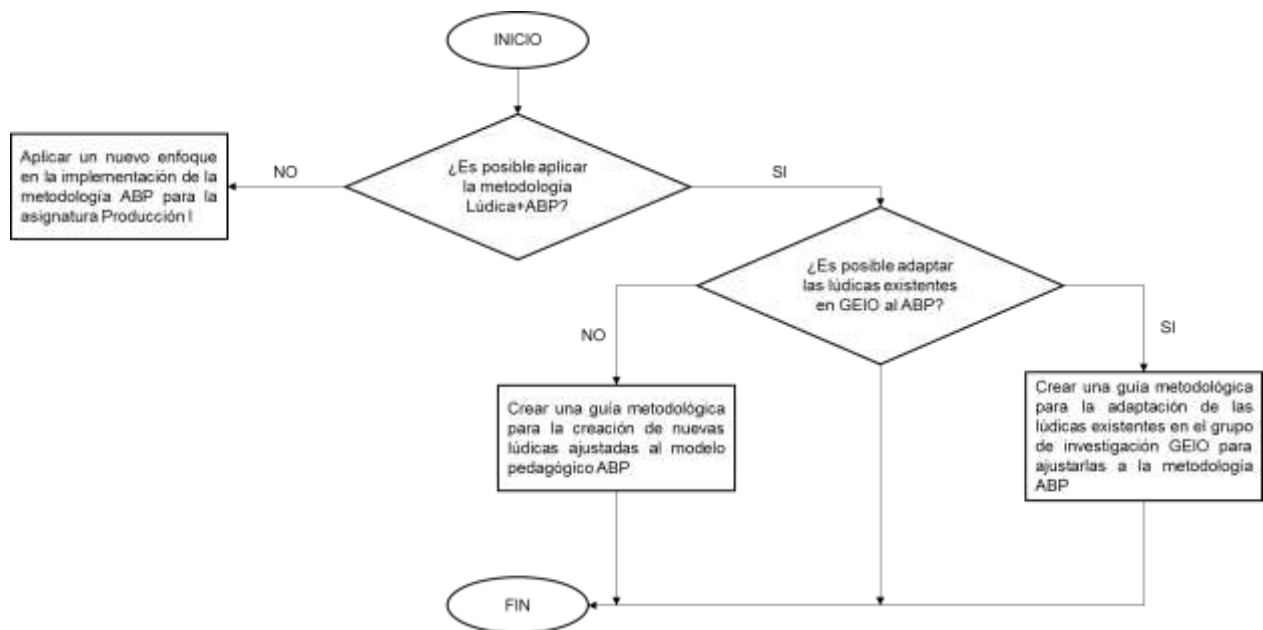 INICIO
¿Es posible aplicar
la metodología
Lúdica+ABP?
NO
SI
Aplicar un nuevo enfoque
en la implementación de la
metodología ABP para la
asignatura Producción I
¿Es posible adaptar
las lúdicas existentes
en GEIO al ABP?
NO
SI
Crear una guía metodológica
para la creación de nuevas
lúdicas ajustadas al modelo
pedagógico ABP
Crear una guía metodológica
para la adaptación de las
lúdicas existentes en el grupo
de investigación GEIO para
ajustarlas a la metodología
ABP
FIN